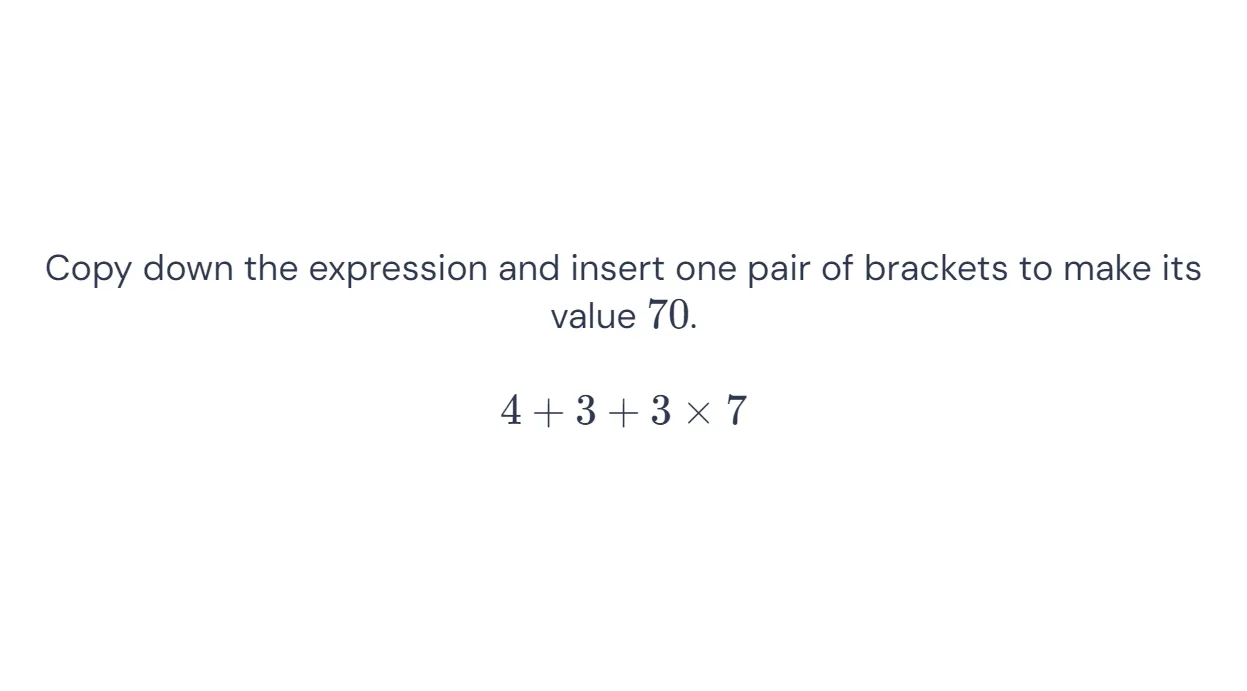 Copy down the expression and insert one pair of brackets to make its
value 70.
4 + 3 + 3 × 7